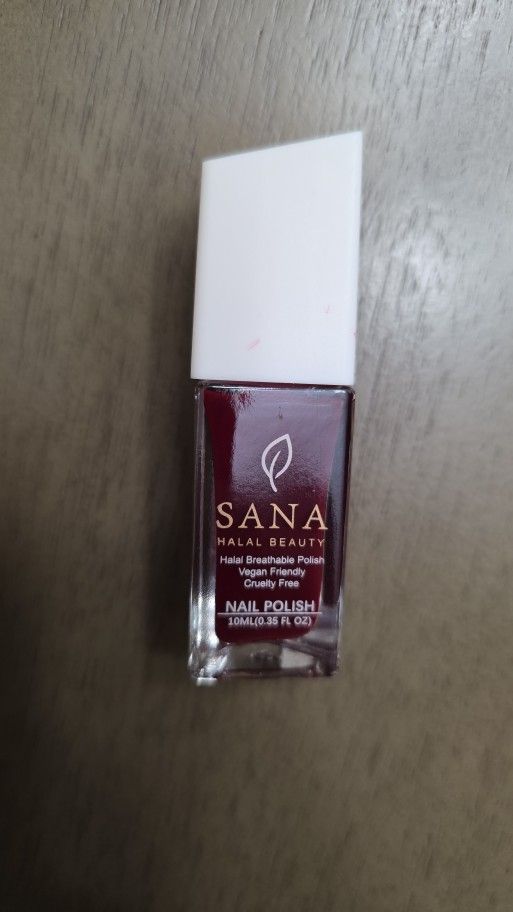 SANA
HALAL BEAUTY
Halal Breathable Polish
Vegan Friendly
Cruelty Free
NAIL POLISH
10ML(0.35 FL OZ)